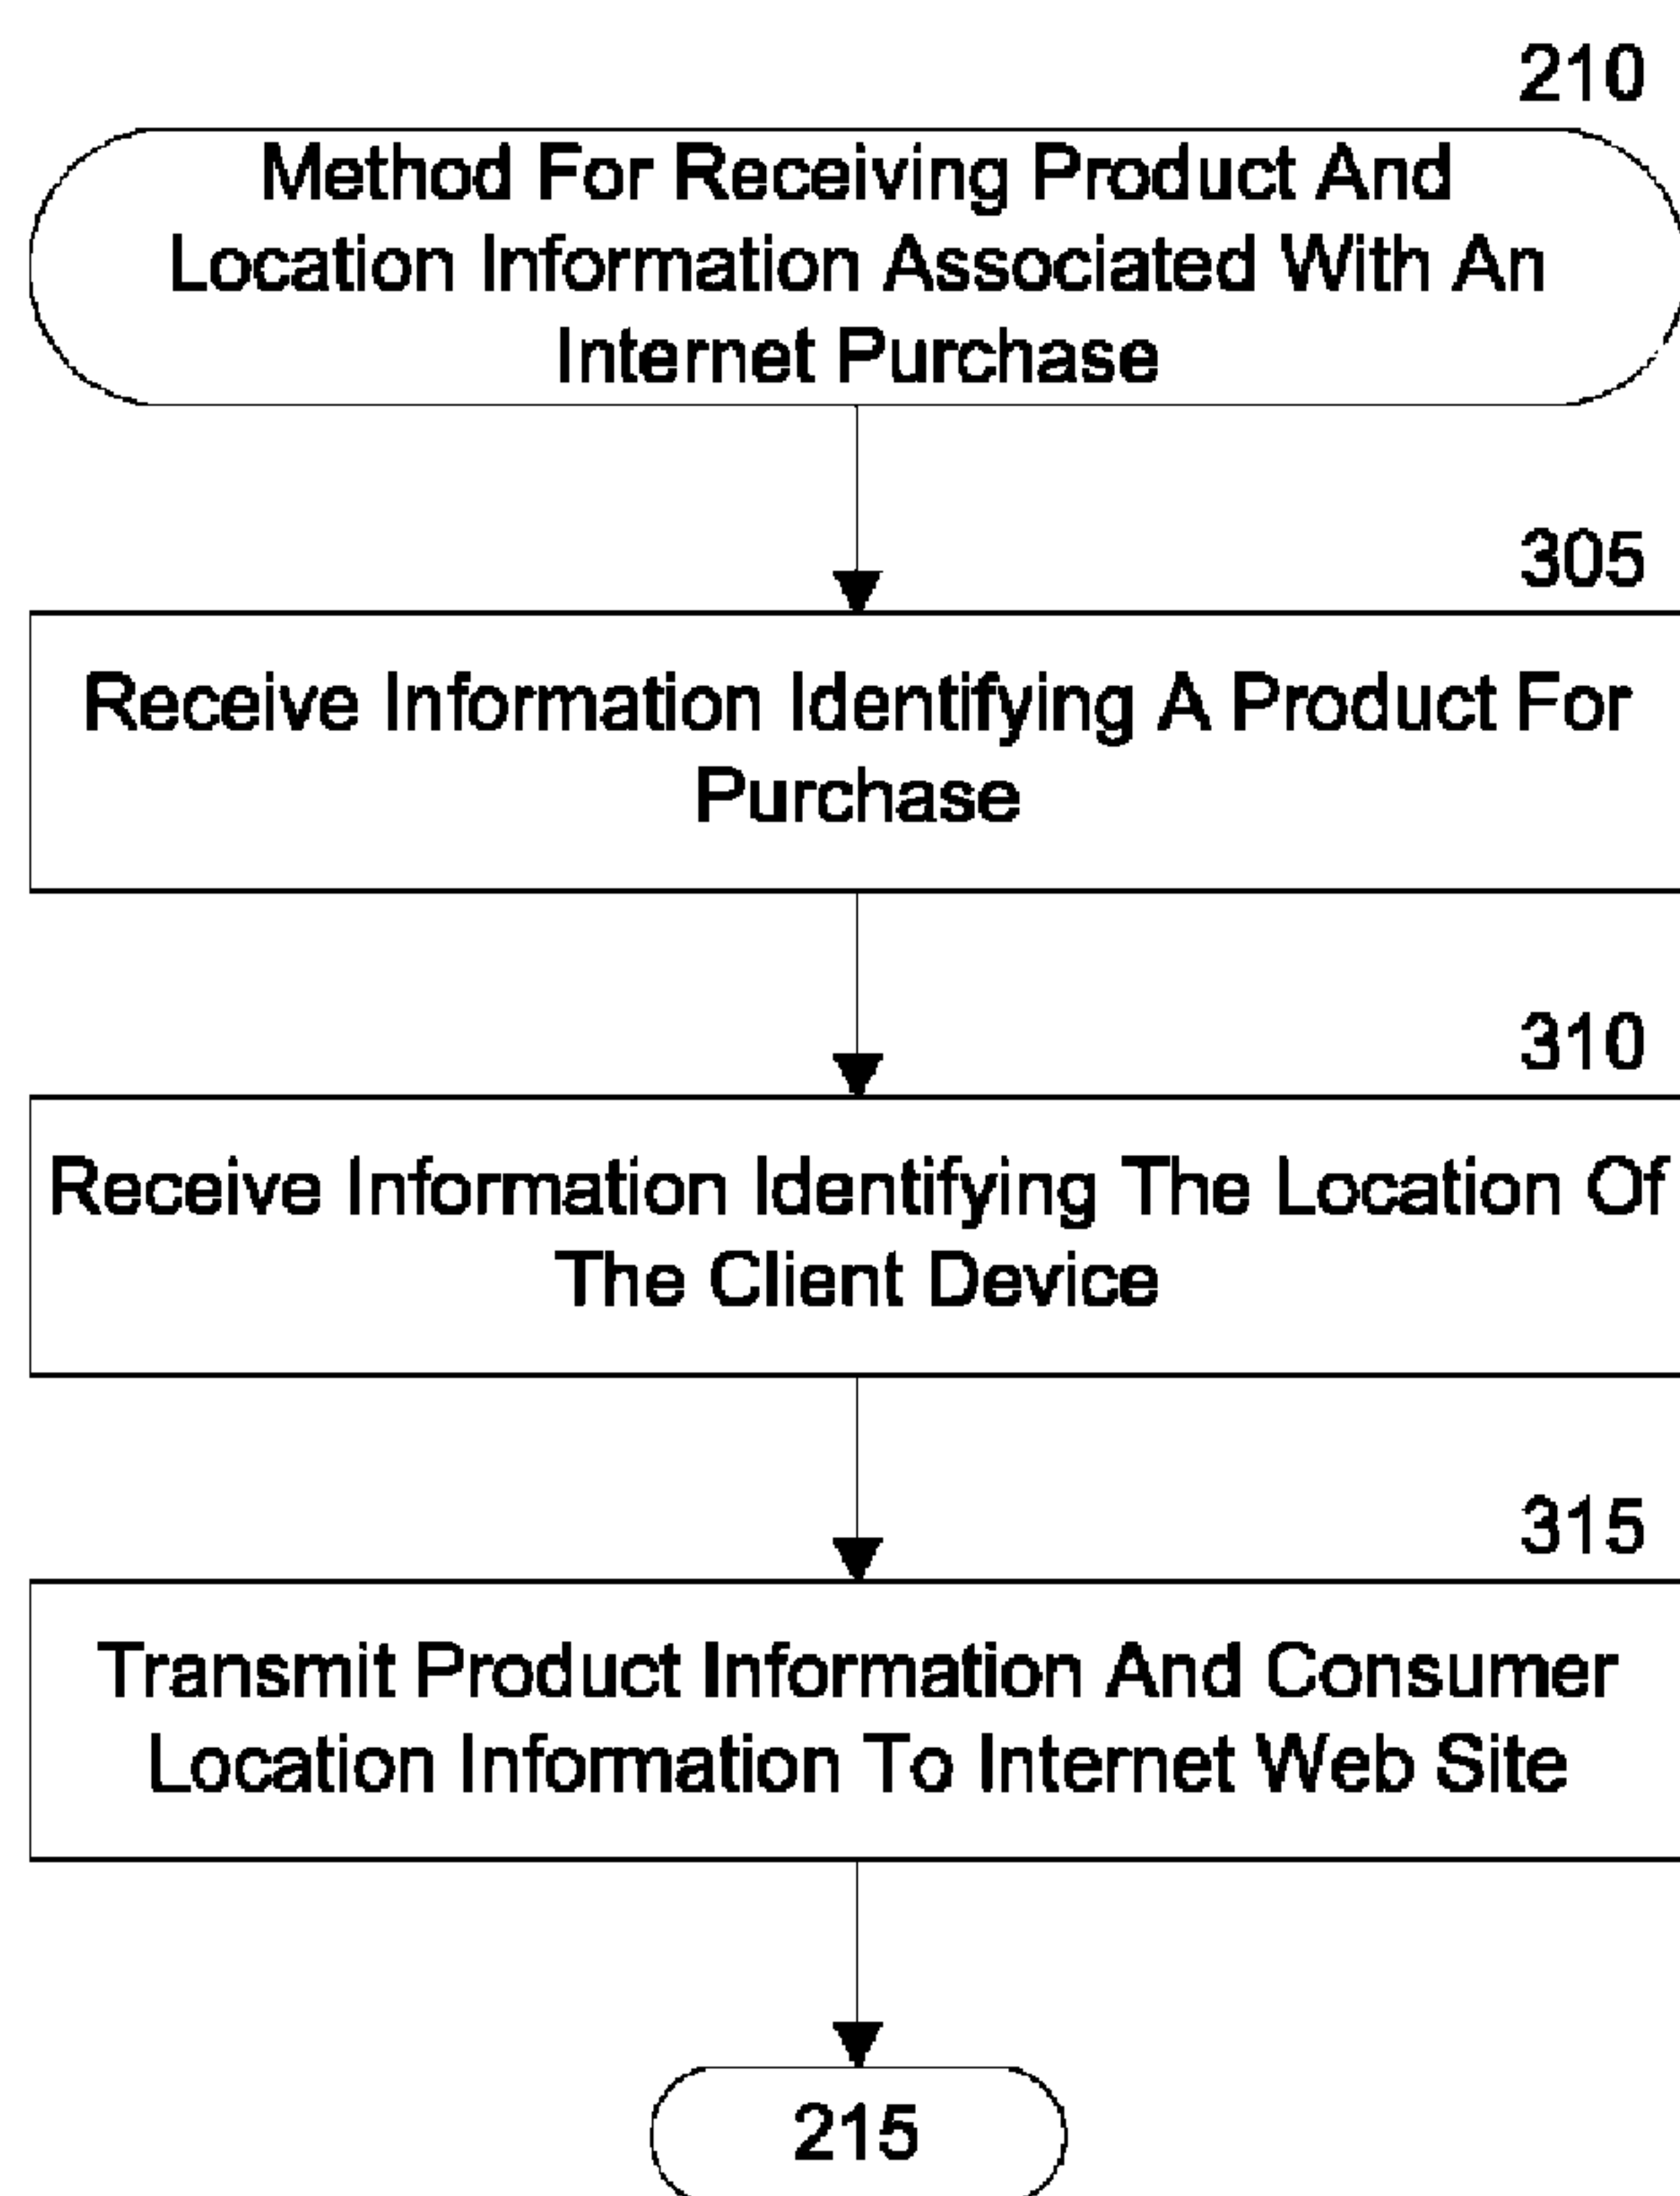 210
Method For Receiving Product And
Location Information Associated With An
Internet Purchase
305
Receive Information Identifying A Product For
Purchase
310
Receive Information Identifying The Location Of
The Client Device
315
Transmit Product Information And Consumer
Location Information To Internet Web Site
215